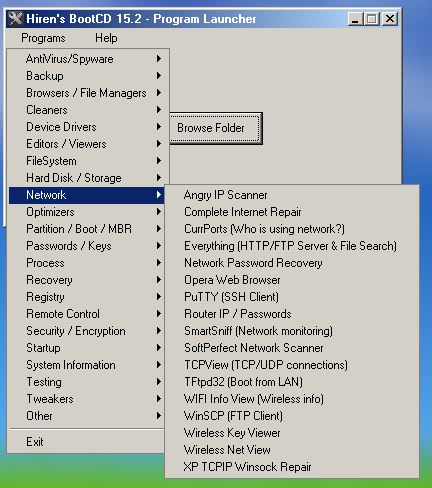 Hiren's BootCD 15.2 - Program Launcher
Programs Help
AntiVirus/Spyware
Backup
Browsers / File Managers
Cleaners
Device Drivers
Browse Folder
Editors / Viewers
FileSystem
Hard Disk / Storage
Network
Optimizers
Partition / Boot / MBR
Passwords / Keys
Process
Recovery
Registry
Remote Control
Security / Encryption
Startup
System Information
Testing
Tweakers
Other
Exit
Angry IP Scanner
Complete Internet Repair
CurrPorts (Who is using network?)
Everything (HTTP/FTP Server & File Search)
Network Password Recovery
Opera Web Browser
PuTTY (SSH Client)
Router IP / Passwords
SmartSniff (Network monitoring)
SoftPerfect Network Scanner
TCPView (TCP/UDP connections)
TFtpd32 (Boot from LAN)
WIFI Info View (Wireless info)
WinSCP (FTP Client)
Wireless Key Viewer
Wireless Net View
XP TCPIP Winsock Repair